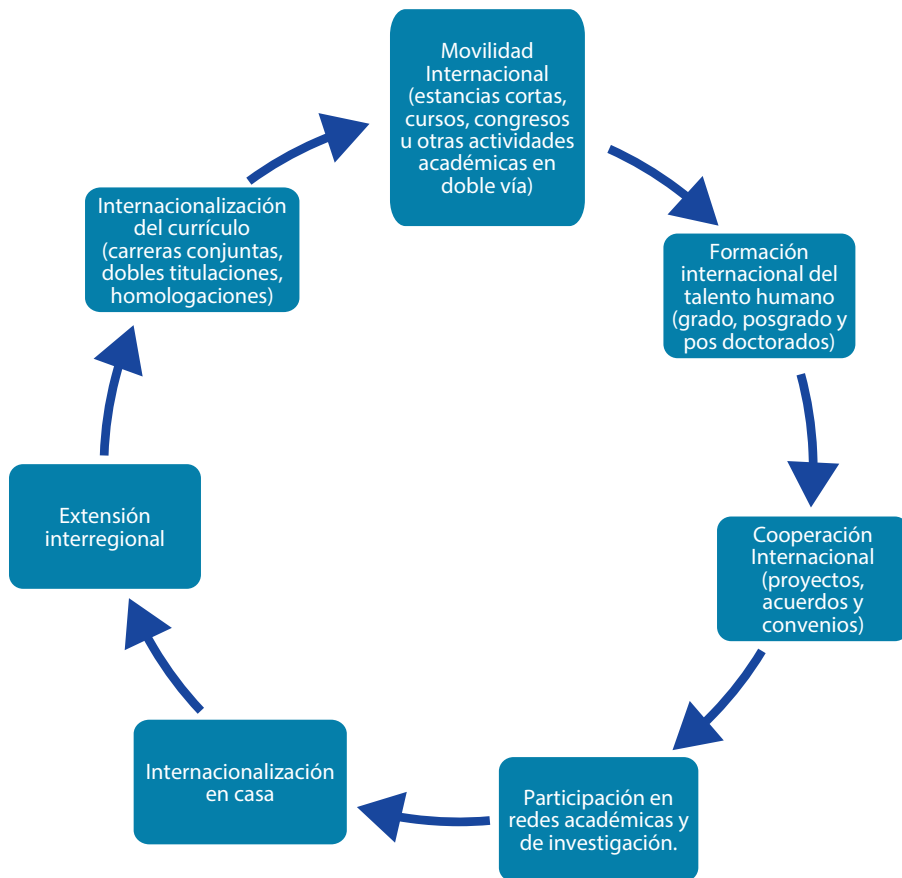 Movilidad
Internacional
(estancias cortas,
cursos, congresos
u otras actividades
académicas en
doble vía)
Formación
internacional del
talento humano
(grado, posgrado y
pos doctorados)
Cooperación
Internacional
(proyectos,
acuerdos y
convenios)
Participación en
redes académicas y
de investigación.
Internacionalización
en casa
Extensión
interregional
Internacionalización
del currículo
(carreras conjuntas,
dobles titulaciones,
homologaciones)